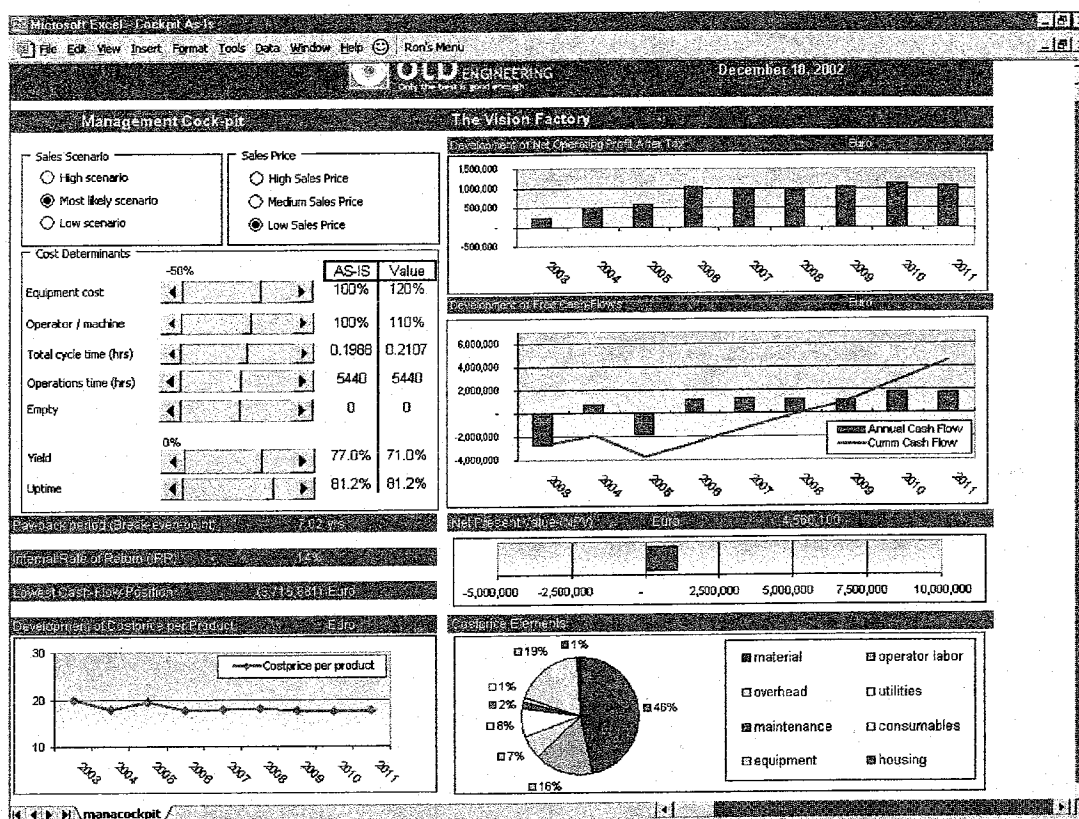 Microsoft Excel - Cockpit As-Is
File Edit View Insert Format Tools Data Window Help Ron's Menu
OLD ENGINEERING
Only the best is good enough
December 18, 2002
Management Cock-pit
The Vision Factory
Sales Scenario
High scenario
Most likely scenario
Low scenario
Sales Price
High Sales Price
Medium Sales Price
Low Sales Price
Cost Determinants
-50%
AS-IS Value
Equipment cost 100% 120%
Operator / machine 100% 110%
Total cycle time (hrs) 0.1988 0.2107
Operations time (hrs) 5440 5440
Empty 0 0
0%
Yield 77.0% 71.0%
Uptime 81.2% 81.2%
Pay-back period (Break-even point) 7.02 yrs
Internal Rate of Return (IRR)
Lowest Cash-Flow Position Euro
Development of Costprice per Product Euro
30
20
10
Costprice per product
2003 2004 2005 2006 2007 2008 2009 2010 2011
Development of Net Operating Profit After Tax Euro
1,500,000
1,000,000
500,000
-
-500,000
2003 2004 2005 2006 2007 2008 2009 2010 2011
Development of Free Cash Flows Euro
6,000,000
4,000,000
2,000,000
-
-2,000,000
-4,000,000
Annual Cash Flow
Cumm Cash Flow
2003 2004 2005 2006 2007 2008 2009 2010 2011
Net Present Value (NPV) Euro
-5,000,000 -2,500,000 - 2,500,000 5,000,000 7,500,000 10,000,000
Costprice Elements
1%
19%
1%
2%
8%
7%
16%
46%
material operator labor
overhead utilities
maintenance consumables
equipment housing
manacockpit